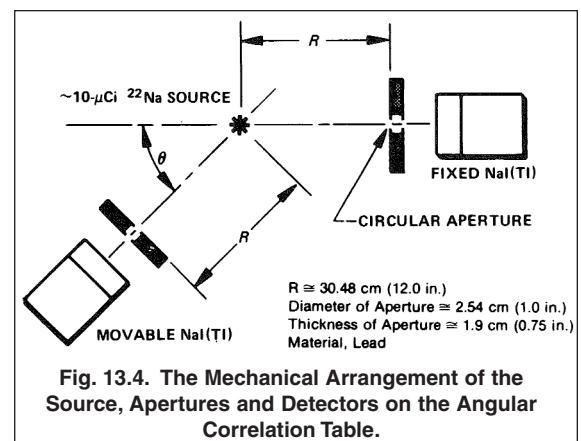 R
~10-μCi ²²Na SOURCE
θ
FIXED NaI(Tl)
CIRCULAR APERTURE
R
MOVABLE NaI(Tl)
R ≅ 30.48 cm (12.0 in.)
Diameter of Aperture ≅ 2.54 cm (1.0 in.)
Thickness of Aperture ≅ 1.9 cm (0.75 in.)
Material, Lead
Fig. 13.4. The Mechanical Arrangement of the
Source, Apertures and Detectors on the Angular
Correlation Table.